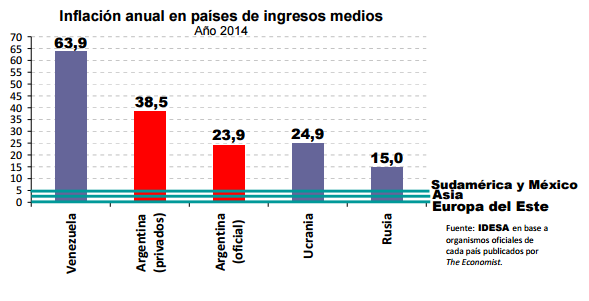 Inflación anual en países de ingresos medios
Año 2014
70
65
60
55
50
45
40
35
30
25
20
15
10
5
0
63,9
38,5
23,9
24,9
15,0
Sudamérica y México
Asia
Europa del Este
Venezuela
Argentina
(privados)
Argentina
(oficial)
Ucrania
Rusia
Fuente: IDESA en base a
organismos oficiales de
cada país publicados por
The Economist.